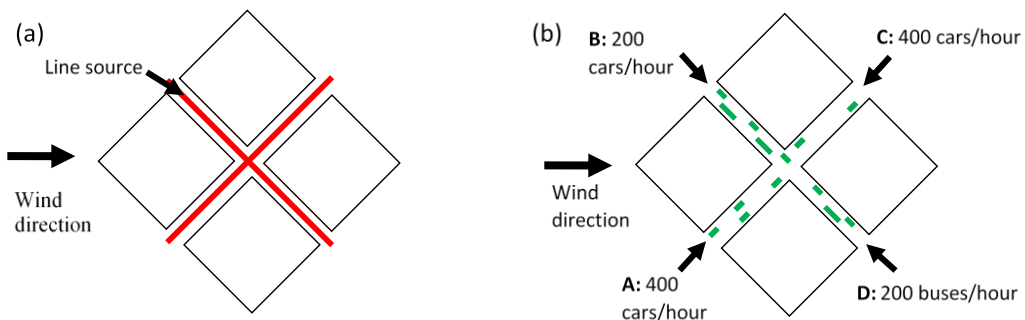 (a)
Line source
Wind
direction
(b)
B: 200
cars/hour
C: 400 cars/hour
Wind
direction
A: 400
cars/hour
D: 200 buses/hour